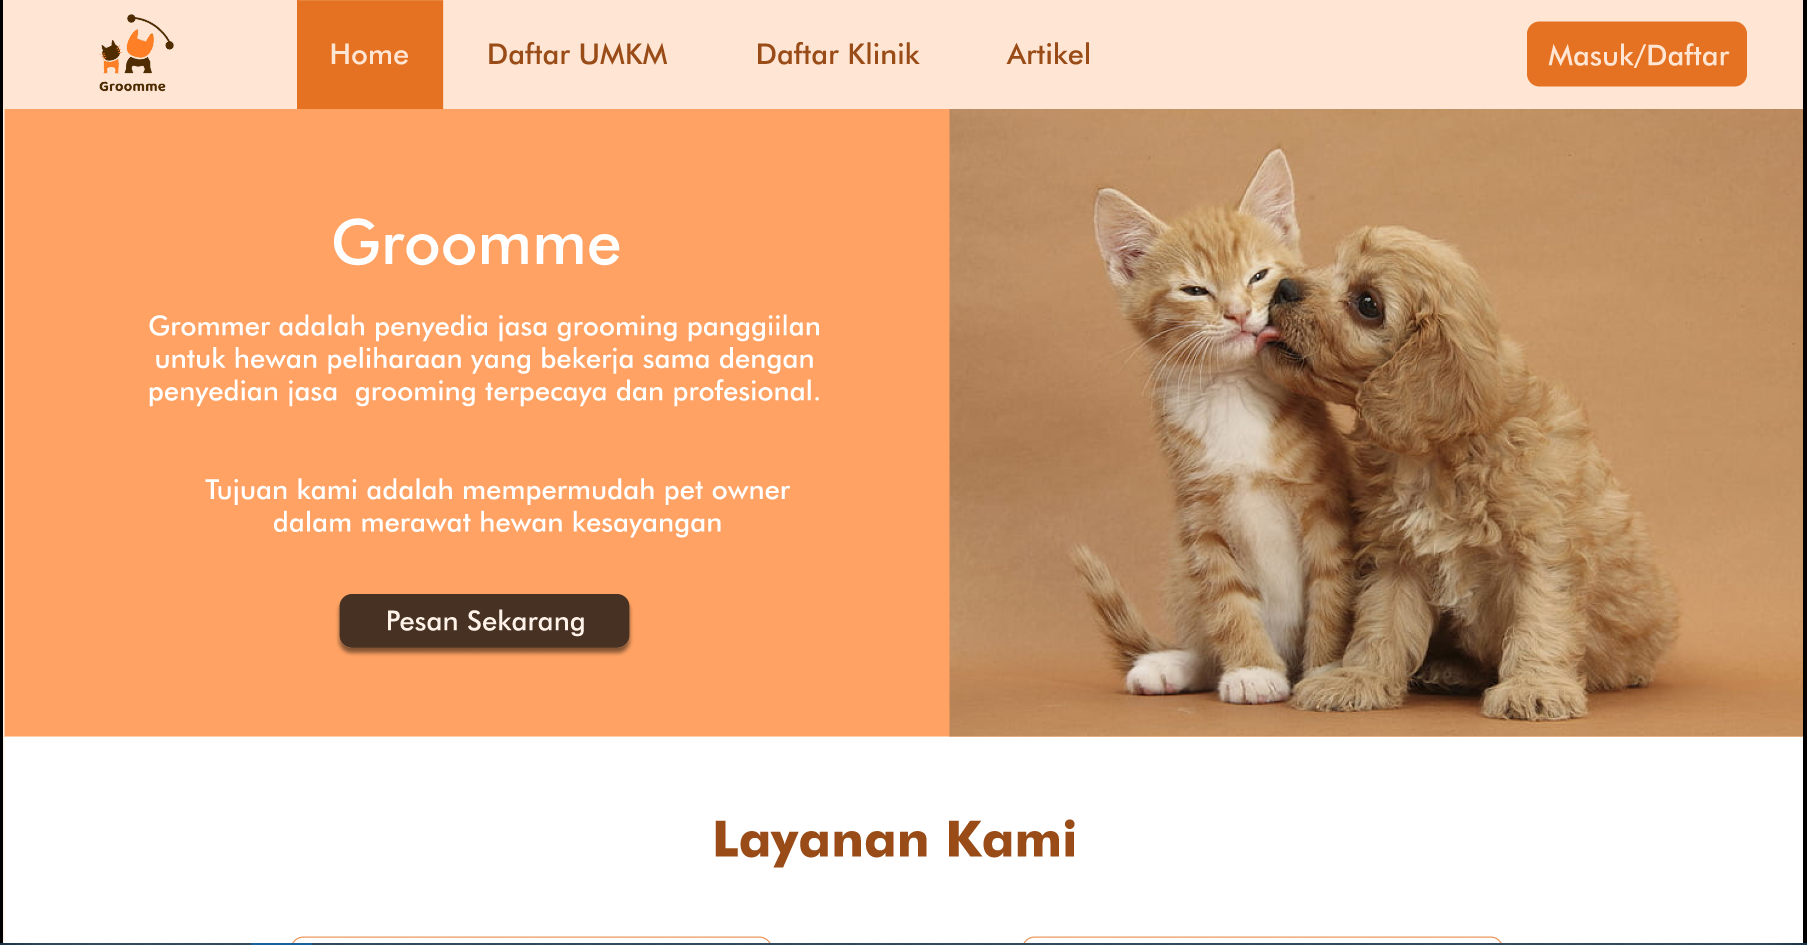 Groomme
Home
Daftar UMKM
Daftar Klinik
Artikel
Masuk/Daftar
Groomme
Grommer adalah penyedia jasa grooming panggiilan
untuk hewan peliharaan yang bekerja sama dengan
penyedian jasa  grooming terpecaya dan profesional.
Tujuan kami adalah mempermudah pet owner
dalam merawat hewan kesayangan
Pesan Sekarang
Layanan Kami